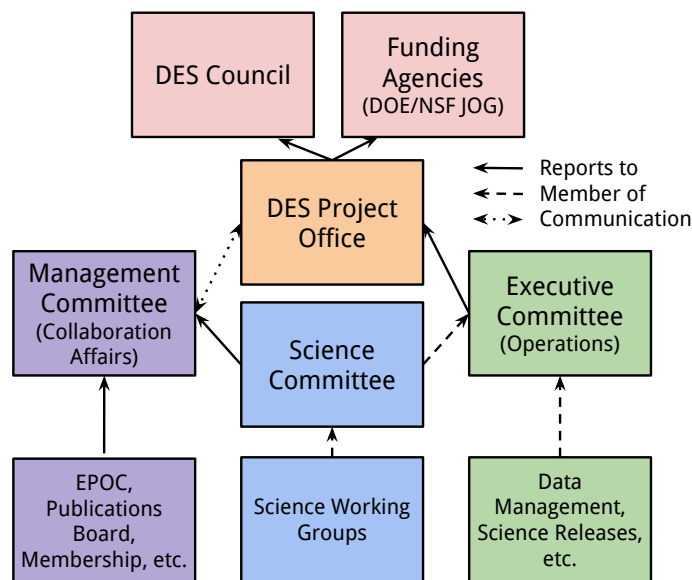 DES Council
Funding
Agencies
(DOE/NSF JOG)
DES Project
Office
Reports to
Member of
Communication
Management
Committee
(Collaboration
Affairs)
Science
Committee
Executive
Committee
(Operations)
EPOC,
Publications
Board,
Membership, etc.
Science Working
Groups
Data
Management,
Science Releases,
etc.